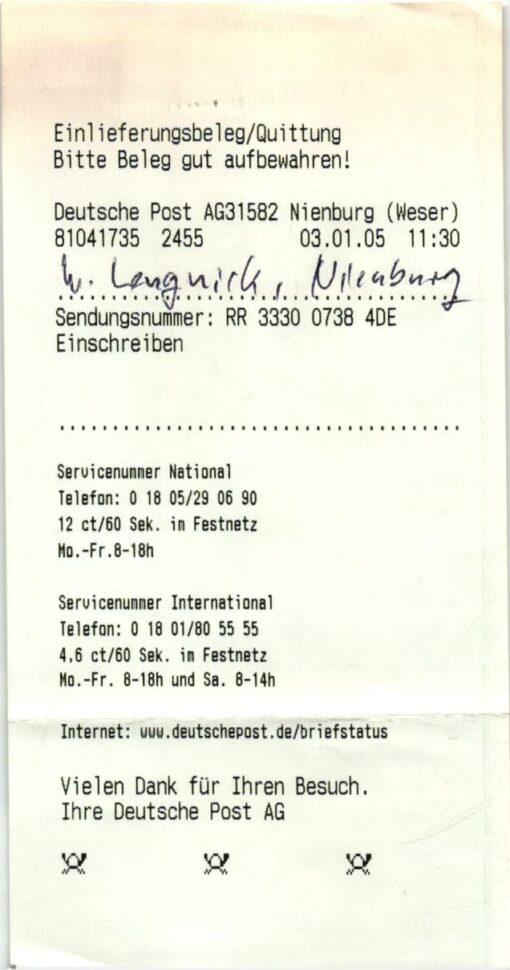 Einlieferungsbeleg/Quittung
Bitte Beleg gut aufbewahren!
Deutsche Post AG31582 Nienburg (Weser)
81041735 2455 03.01.05 11:30
W. Lengnick, Nienburg
Sendungsnummer: RR 3330 0738 4DE
Einschreiben
Servicenummer National
Telefon: 0 18 05/29 06 90
12 ct/60 Sek. im Festnetz
Mo.-Fr.8-18h
Servicenummer International
Telefon: 0 18 01/80 55 55
4,6 ct/60 Sek. im Festnetz
Mo.-Fr. 8-18h und Sa. 8-14h
Internet: www.deutschepost.de/briefstatus
Vielen Dank für Ihren Besuch.
Ihre Deutsche Post AG